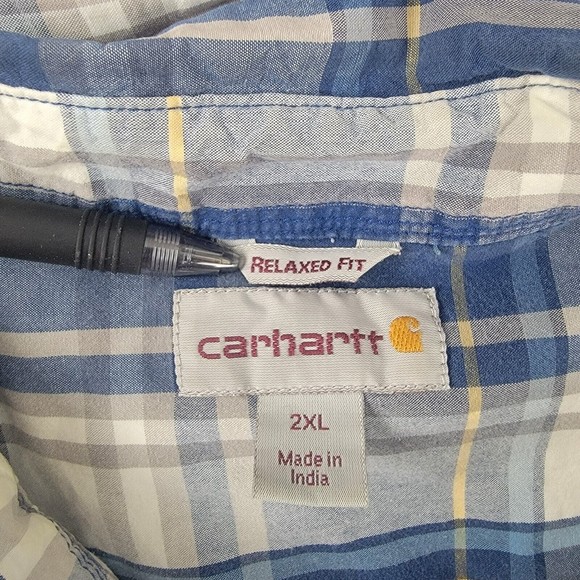 RELAXED FIT
carhartt
2XL
Made in
India